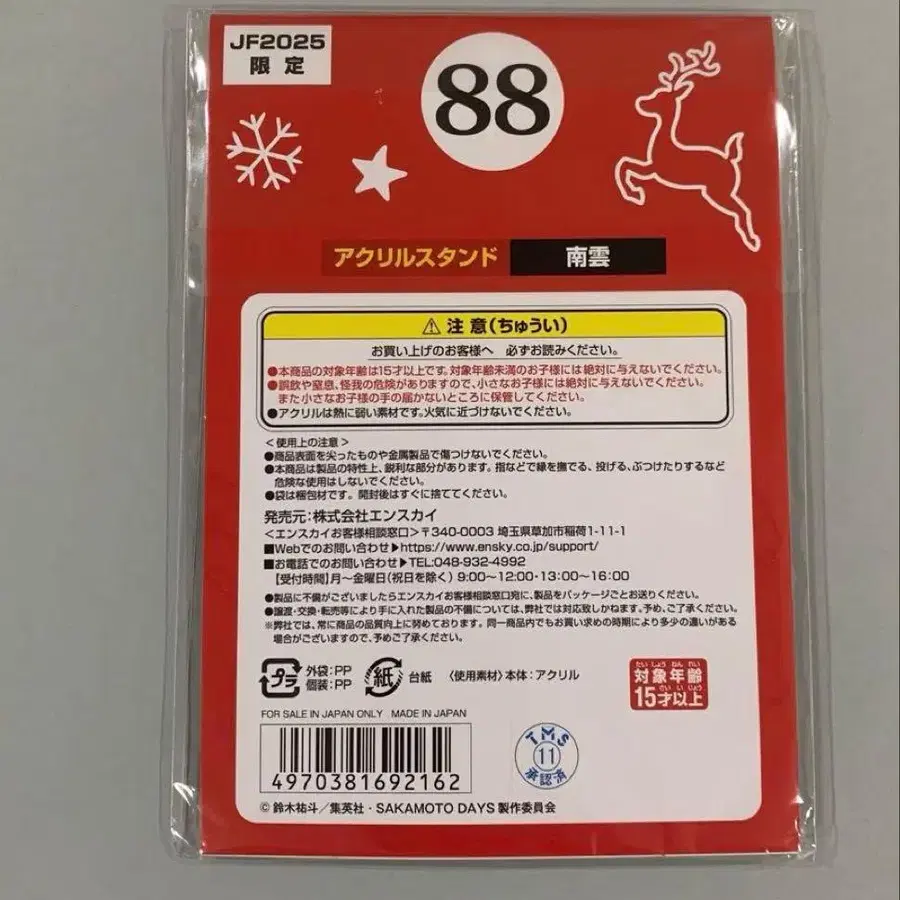 JF2025
限定
88
アクリルスタンド 南雲
⚠ 注意(ちゅうい)
お買い上げのお客様へ 必ずお読みください。
●本商品の対象年齢は15才以上です。対象年齢未満のお子様には絶対に与えないでください。
●誤飲や窒息、怪我の危険がありますので、小さなお子様には絶対に与えないでください。
また小さなお子様の手の届かないところに保管してください。
●アクリルは熱に弱い素材です。火気に近づけないでください。
<使用上の注意>
●商品表面を尖ったものや金属製品で傷つけないでください。
●本商品は製品の特性上、鋭利な部分があります。指などで縁を撫でる、投げる、ぶつけたりするなど
危険な使用はしないでください。
●袋は梱包材です。開封後はすぐに捨ててください。
発売元:株式会社エンスカイ
<エンスカイお客様相談窓口>〒340-0003 埼玉県草加市稲荷1-11-1
■Webでのお問い合わせ▶https://www.ensky.co.jp/support/
■お電話でのお問い合わせ▶TEL:048-932-4992
【受付時間】月~金曜日(祝日を除く) 9:00~12:00・13:00~16:00
●製品に不備がございましたらエンスカイお客様相談窓口宛に、製品をパッケージごとお送りください。
●譲渡・交換・転売等により手に入れた製品の不備については、弊社では対応致しかねます。予め、ご了承ください。
※弊社では、常に商品の品質向上に努めております。同一商品内でもお買い求めの時期により多少の違いがある
場合がございますので、予めご了承ください。
プラ 外袋:PP
個装:PP
紙 台紙 〈使用素材〉本体:アクリル
たいしょうねんれい
対象年齢
さいいじょう
15才以上
FOR SALE IN JAPAN ONLY MADE IN JAPAN
4970381692162
TMS
11
承認済
© 鈴木祐斗/集英社・SAKAMOTO DAYS 製作委員会